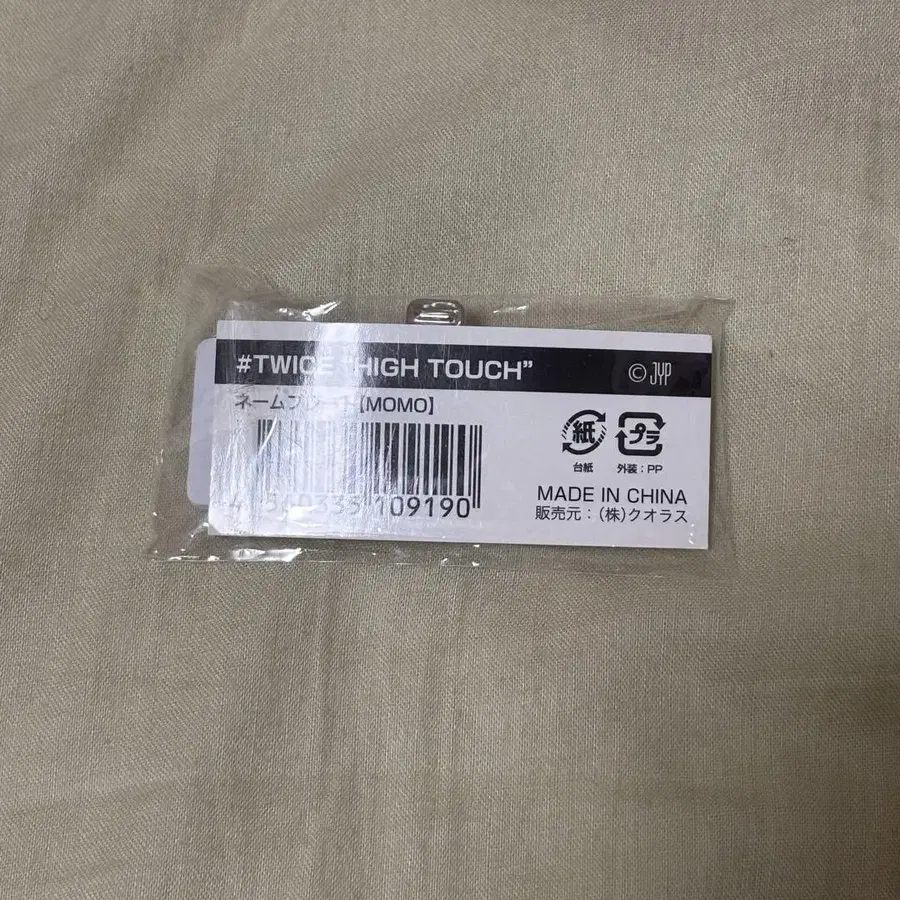 #TWICE "HIGH TOUCH"
© JYP
ネームプレート【MOMO】
紙
台紙
プラ
外装：PP
MADE IN CHINA
販売元：(株)クオラス
109190